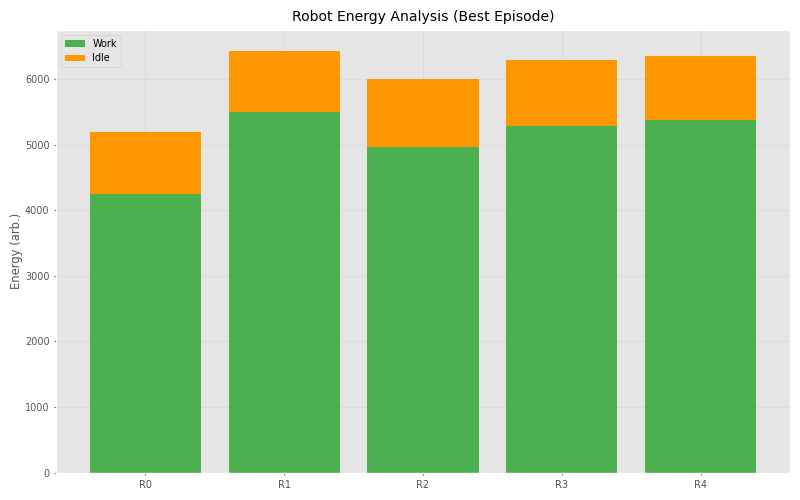 Robot Energy Analysis (Best Episode)
Work
Idle
6000
5000
4000
3000
2000
1000
0
Energy (arb.)
R0 R1 R2 R3 R4